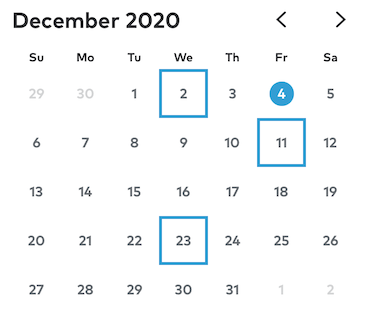 December 2020 < >
Su Mo Tu We Th Fr Sa
29 30 1 2 3 4 5
6 7 8 9 10 11 12
13 14 15 16 17 18 19
20 21 22 23 24 25 26
27 28 29 30 31 1 2